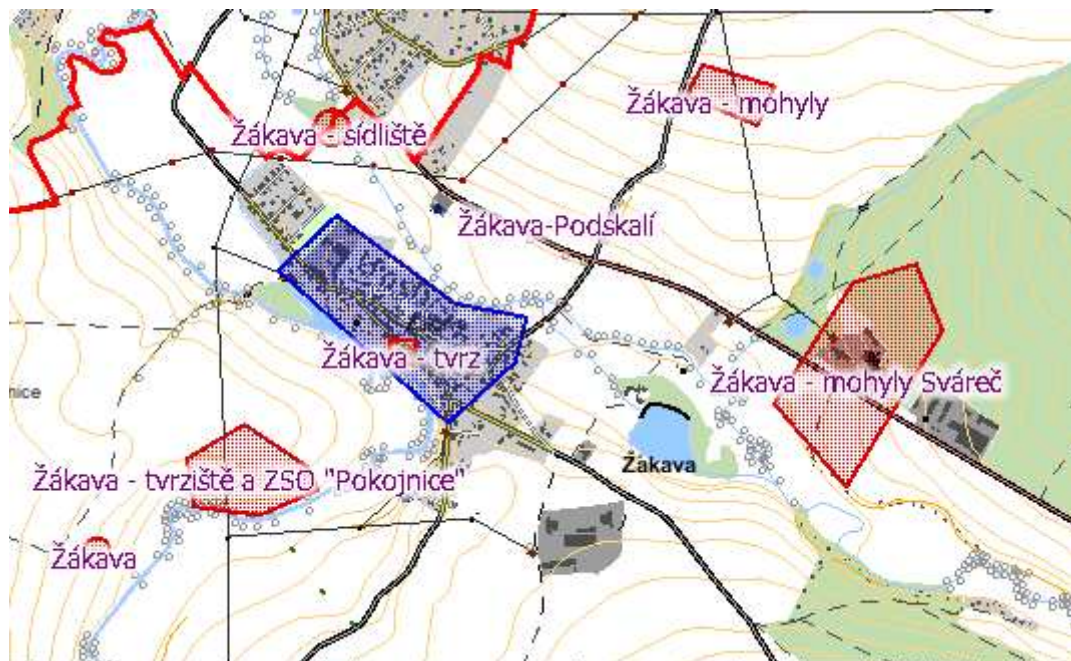 Žákava - mohyly
Žákava - sídliště
Žákava-Podskalí
Žákava - tvrz
Žákava - mohyly Sváreč
nice
Žákava
Žákava - tvrziště a ZSO "Pokojnice"
Žákava